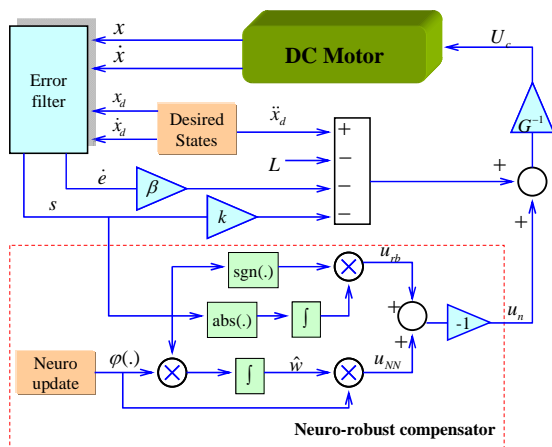 x
ẋ
DC Motor
U_c
Error
filter
x_d
ẋ_d
Desired
States
ẍ_d
+
−
L
−
−
G⁻¹
+
+
ė
β
s
k
sgn(.)
×
u_rb
abs(.)
∫
+
+
-1
u_n
Neuro
update
φ(.)
×
∫
ŵ
×
u_NN
Neuro-robust compensator